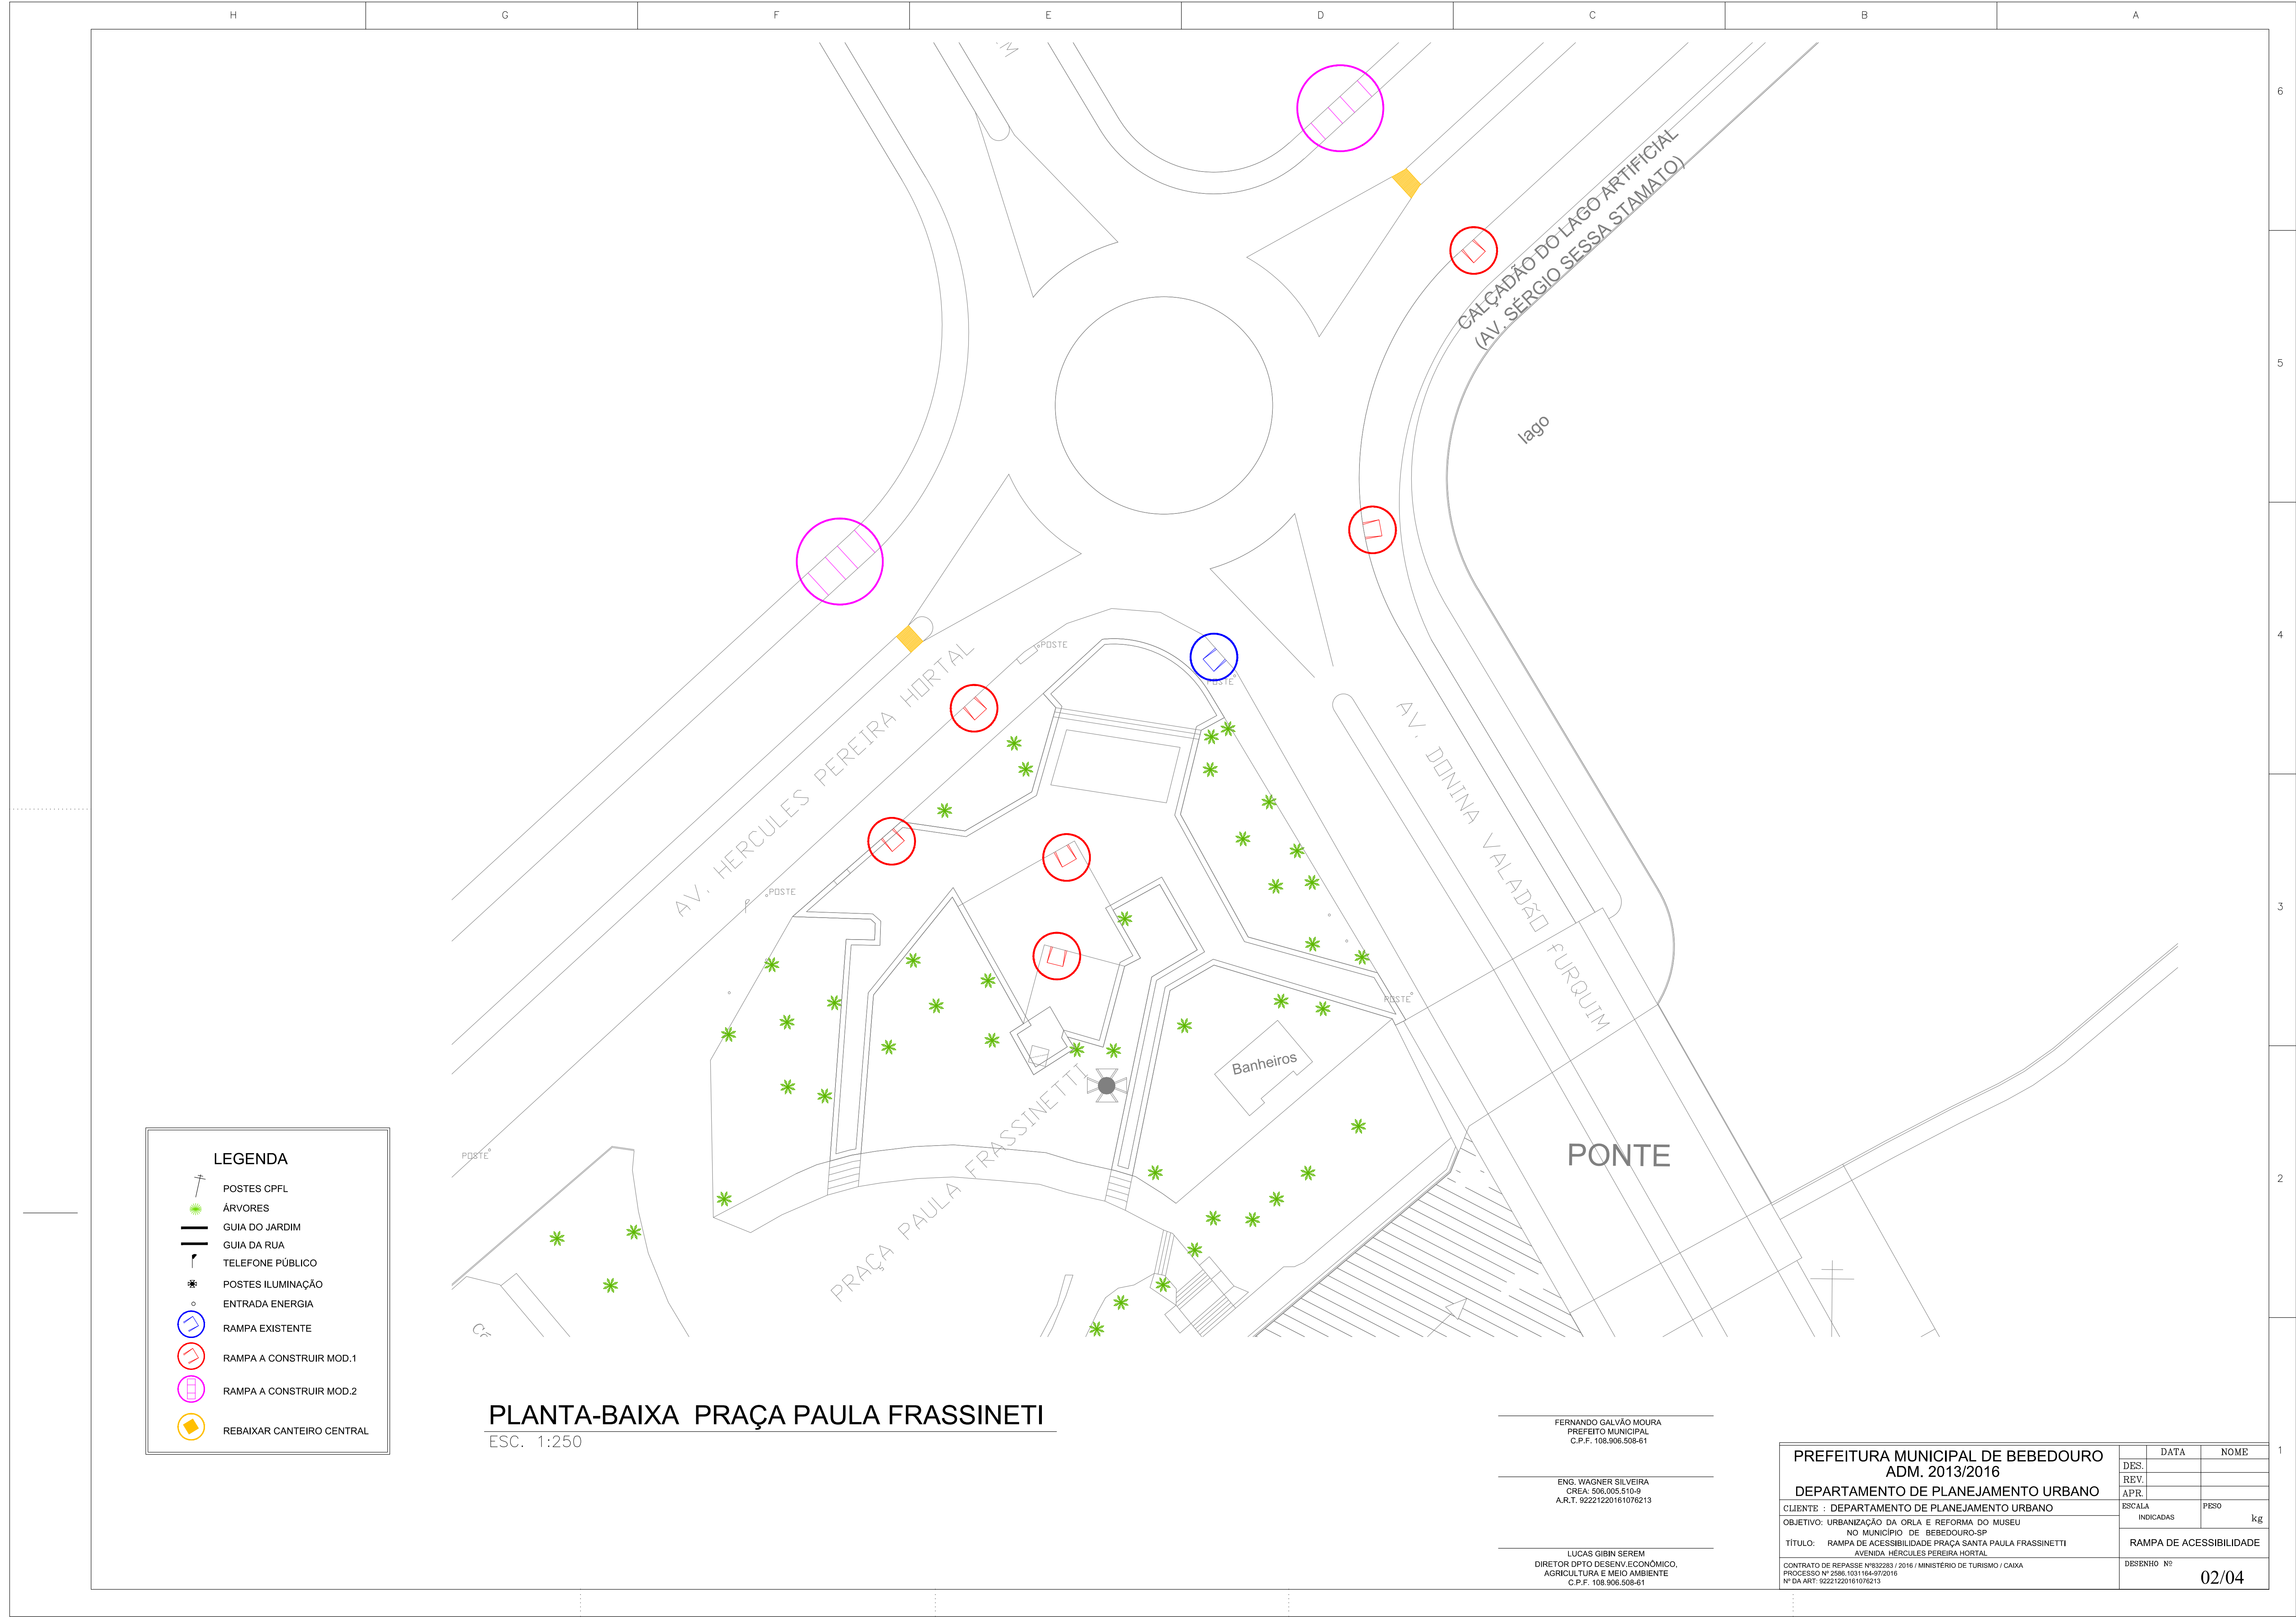 H G F E D C B A
6
5
4
3
2
1
M
CALÇADÃO DO LAGO ARTIFICIAL
(AV. SÉRGIO SESSA STAMATO)
lago
POSTE
POSTE
AV. HERCULES PEREIRA HORTAL
AV. DONINA VALADÃO FURQUIM
POSTE
POSTE
Banheiros
PRAÇA PAULA FRASSINETTI
POSTE
PONTE
LEGENDA
POSTES CPFL
ÁRVORES
GUIA DO JARDIM
GUIA DA RUA
TELEFONE PÚBLICO
POSTES ILUMINAÇÃO
ENTRADA ENERGIA
RAMPA EXISTENTE
RAMPA A CONSTRUIR MOD.1
RAMPA A CONSTRUIR MOD.2
REBAIXAR CANTEIRO CENTRAL
PLANTA-BAIXA PRAÇA PAULA FRASSINETI
ESC. 1:250
FERNANDO GALVÃO MOURA
PREFEITO MUNICIPAL
C.P.F. 108.906.508-61
ENG. WAGNER SILVEIRA
CREA: 506.005.510-9
A.R.T. 92221220161076213
LUCAS GIBIN SEREM
DIRETOR DPTO DESENV.ECONÔMICO,
AGRICULTURA E MEIO AMBIENTE
C.P.F. 108.906.508-61
PREFEITURA MUNICIPAL DE BEBEDOURO
ADM. 2013/2016
DEPARTAMENTO DE PLANEJAMENTO URBANO
CLIENTE : DEPARTAMENTO DE PLANEJAMENTO URBANO
OBJETIVO: URBANIZAÇÃO DA ORLA E REFORMA DO MUSEU
NO MUNICÍPIO DE BEBEDOURO-SP
TÍTULO: RAMPA DE ACESSIBILIDADE PRAÇA SANTA PAULA FRASSINETTI
AVENIDA HÉRCULES PEREIRA HORTAL
CONTRATO DE REPASSE Nº832283 / 2016 / MINISTÉRIO DE TURISMO / CAIXA
PROCESSO Nº 2586.1031164-97/2016
Nº DA ART: 92221220161076213
DATA NOME
DES.
REV.
APR.
ESCALA PESO
INDICADAS kg
RAMPA DE ACESSIBILIDADE
DESENHO Nº
02/04